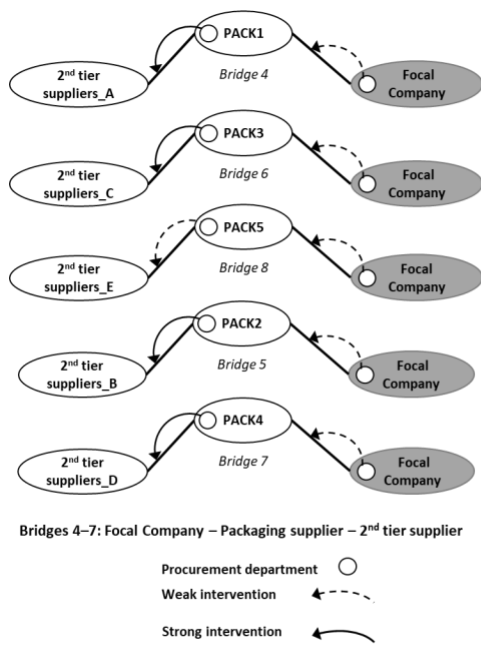 PACK1
Bridge 4
2nd tier
suppliers_A
Focal
Company
PACK3
Bridge 6
2nd tier
suppliers_C
Focal
Company
PACK5
Bridge 8
2nd tier
suppliers_E
Focal
Company
PACK2
Bridge 5
2nd tier
suppliers_B
Focal
Company
PACK4
Bridge 7
2nd tier
suppliers_D
Focal
Company
Bridges 4–7: Focal Company – Packaging supplier – 2nd tier supplier
Procurement department
Weak intervention
Strong intervention